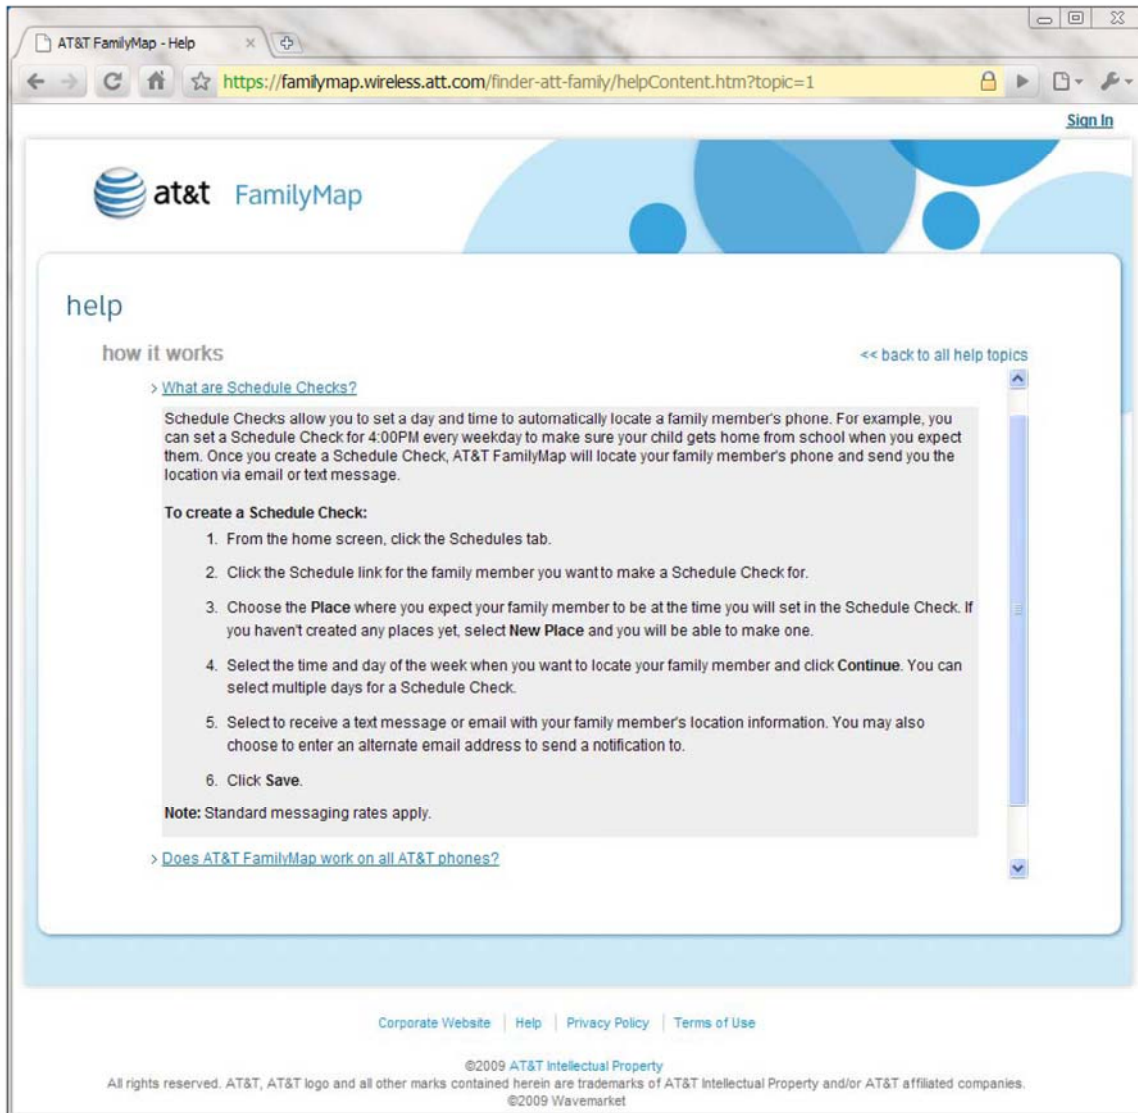 AT&T FamilyMap - Help
https://familymap.wireless.att.com/finder-att-family/helpContent.htm?topic=1
Sign In
at&t FamilyMap
help
how it works
<< back to all help topics
> What are Schedule Checks?
Schedule Checks allow you to set a day and time to automatically locate a family member's phone. For example, you
can set a Schedule Check for 4:00PM every weekday to make sure your child gets home from school when you expect
them. Once you create a Schedule Check, AT&T FamilyMap will locate your family member's phone and send you the
location via email or text message.
To create a Schedule Check:
1. From the home screen, click the Schedules tab.
2. Click the Schedule link for the family member you want to make a Schedule Check for.
3. Choose the Place where you expect your family member to be at the time you will set in the Schedule Check. If
you haven't created any places yet, select New Place and you will be able to make one.
4. Select the time and day of the week when you want to locate your family member and click Continue. You can
select multiple days for a Schedule Check.
5. Select to receive a text message or email with your family member's location information. You may also
choose to enter an alternate email address to send a notification to.
6. Click Save.
Note: Standard messaging rates apply.
> Does AT&T FamilyMap work on all AT&T phones?
Corporate Website | Help | Privacy Policy | Terms of Use
©2009 AT&T Intellectual Property
All rights reserved. AT&T, AT&T logo and all other marks contained herein are trademarks of AT&T Intellectual Property and/or AT&T affiliated companies.
©2009 Wavemarket